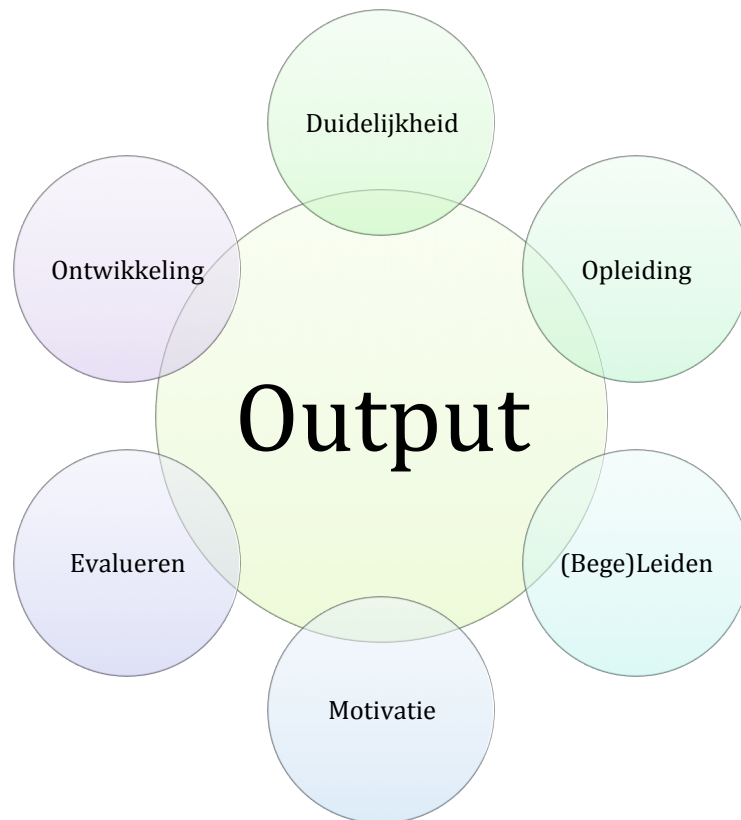 Duidelijkheid
Ontwikkeling
Opleiding
Output
Evalueren
(Bege)Leiden
Motivatie